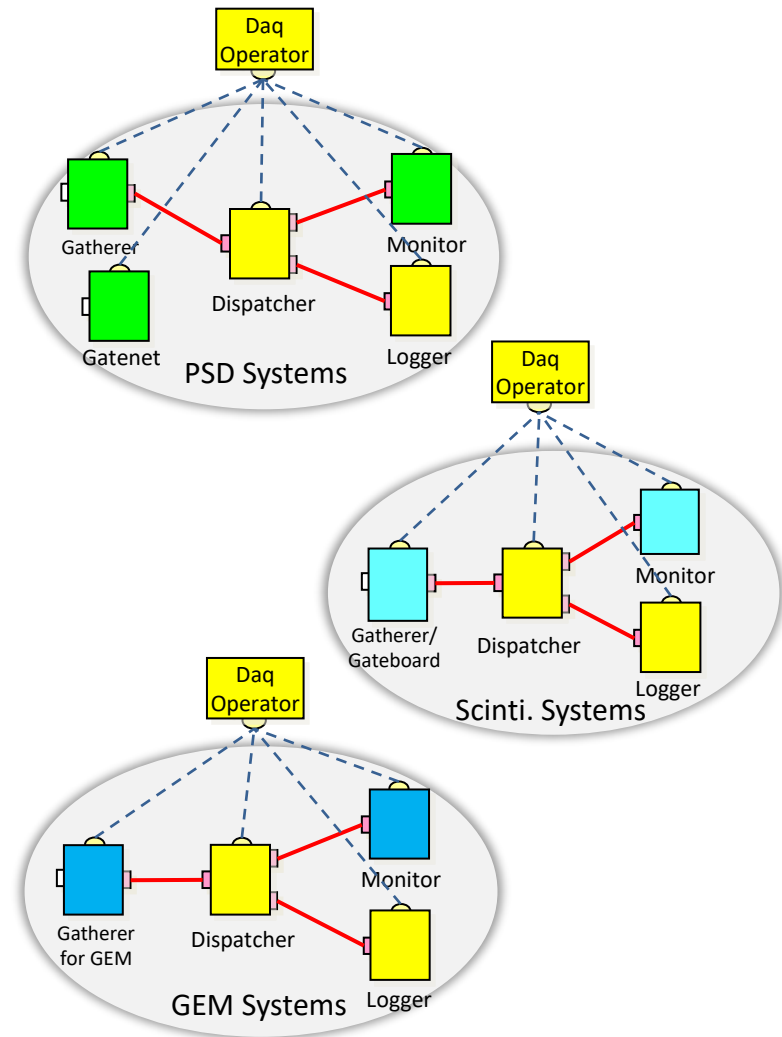 Daq
Operator
Gatherer
Monitor
Dispatcher
Gatenet
Logger
PSD Systems
Daq
Operator
Monitor
Gatherer/
Gateboard
Dispatcher
Logger
Scinti. Systems
Daq
Operator
Monitor
Gatherer
for GEM
Dispatcher
Logger
GEM Systems